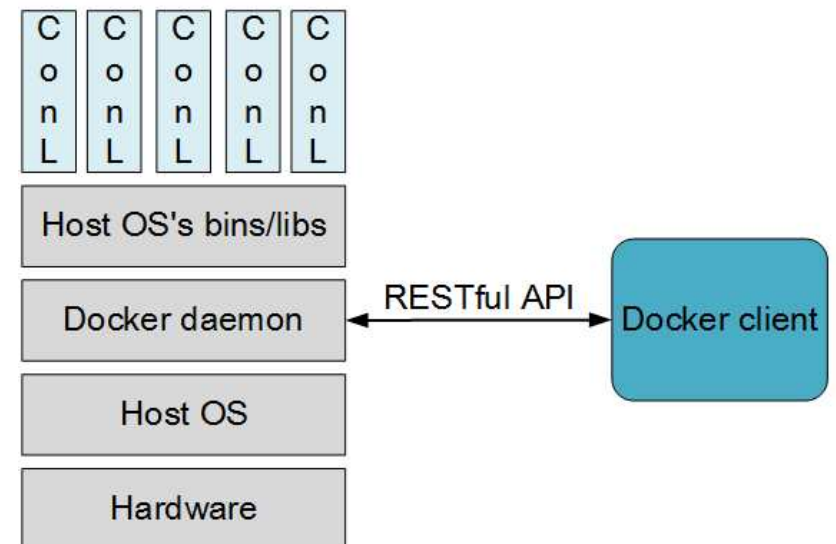 C C C C C
o o o o o
n n n n n
L L L L L
Host OS's bins/libs
Docker daemon
RESTful API
Docker client
Host OS
Hardware